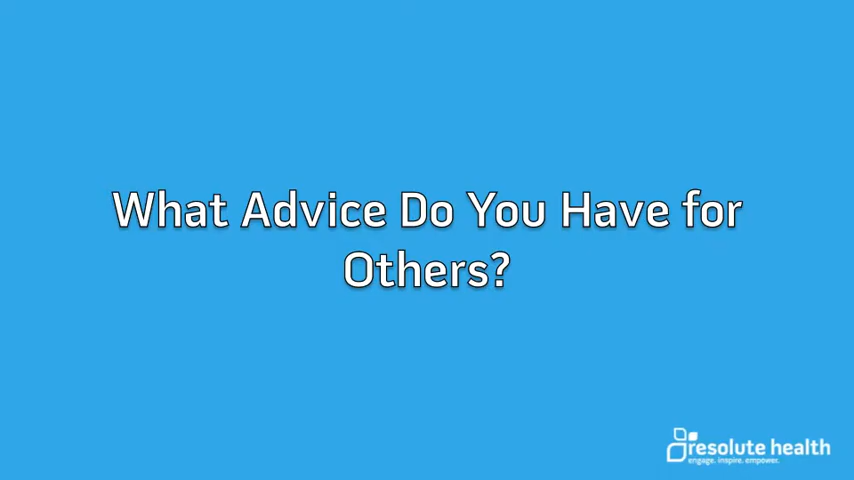 What Advice Do You Have for
Others?
resolute health
engage. inspire. empower.